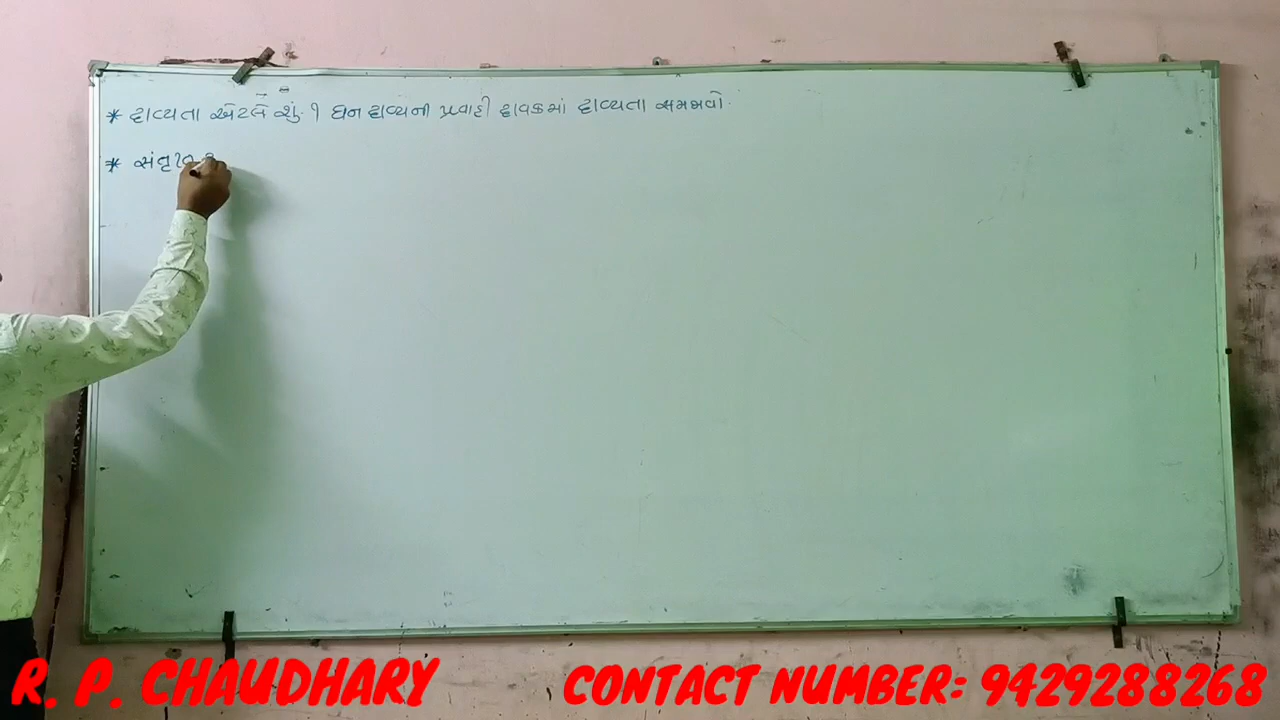 * દ્રાવ્યતા એટલે શું. ? ઘન દ્રાવ્યની પ્રવાહી દ્રાવકમાં દ્રાવ્યતા સમજાવો.
* સંતૃપ્ત
R. P. CHAUDHARY
CONTACT NUMBER: 9429288268